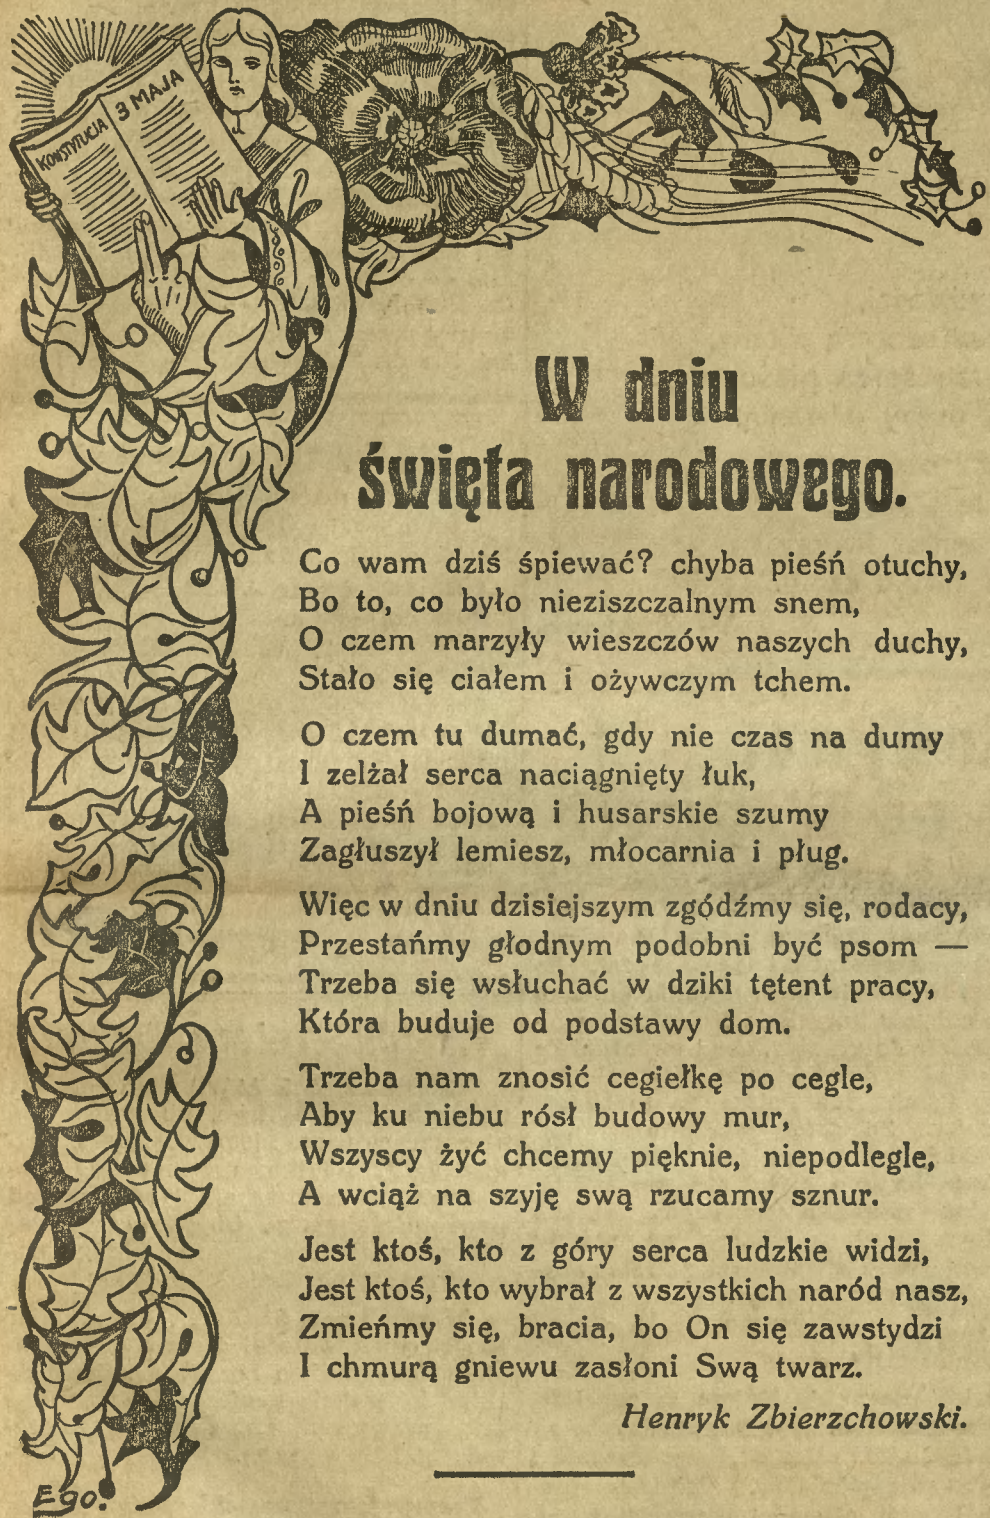 KONSTYTUCJA
3 MAJA
W dniu
święta narodowego.
Co wam dziś śpiewać? chyba pieśń otuchy,
Bo to, co było nieziszczalnym snem,
O czem marzyły wieszczów naszych duchy,
Stało się ciałem i ożywczym tchem.
O czem tu dumać, gdy nie czas na dumy
I zelżał serca naciągnięty łuk,
A pieśń bojową i husarskie szumy
Zagłuszył lemiesz, młocarnia i pług.
Więc w dniu dzisiejszym zgódźmy się, rodacy,
Przestańmy głodnym podobni być psom —
Trzeba się wsłuchać w dziki tętent pracy,
Która buduje od podstawy dom.
Trzeba nam znosić cegiełkę po cegle,
Aby ku niebu rósł budowy mur,
Wszyscy żyć chcemy pięknie, niepodlegle,
A wciąż na szyję swą rzucamy sznur.
Jest ktoś, kto z góry serca ludzkie widzi,
Jest ktoś, kto wybrał z wszystkich naród nasz,
Zmieńmy się, bracia, bo On się zawstydzi
I chmurą gniewu zasłoni Swą twarz.
Henryk Zbierzchowski.
Ego.